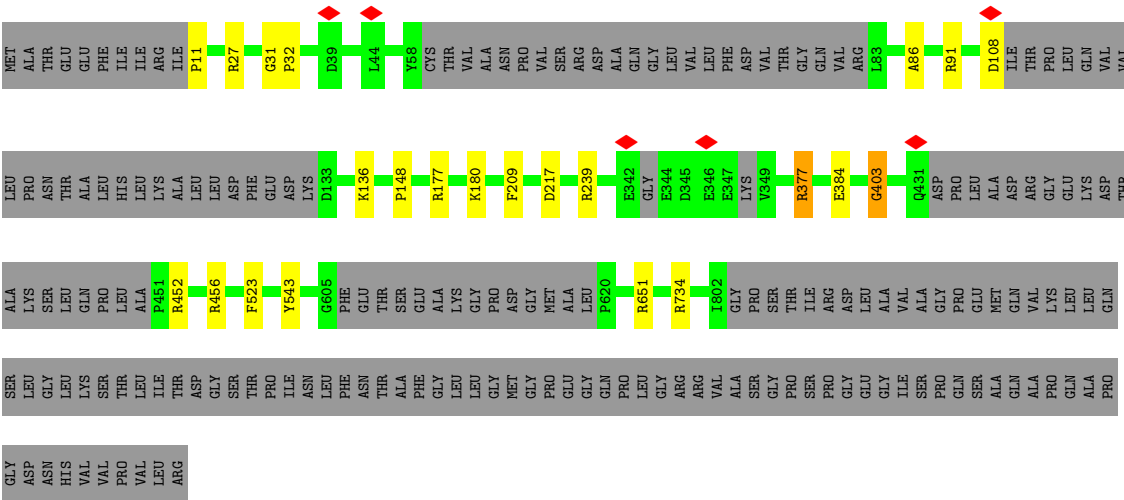 MET ALA THR GLU GLU PHE ILE ILE ARG ILE P11 R27 G31 P32 D39 L44 Y58 CYS THR VAL ALA ASN PRO VAL SER ARG ASP ALA GLN GLY LEU VAL LEU PHE ASP VAL THR GLY GLN VAL ARG L83 A86 R91 D108 ILE THR PRO LEU GLN VAL VAL
LEU PRO ASN THR ALA LEU HIS LEU LYS ALA LEU LEU ASP PHE GLU ASP LYS D133 K136 P148 R177 K180 F209 D217 R239 E342 GLY E344 D345 E346 E347 LYS V349 R377 E384 G403 Q431 ASP PRO LEU ALA ASP ARG GLY GLU LYS ASP THR
ALA LYS SER LEU GLN PRO LEU ALA P451 R452 R456 F523 Y543 G605 PHE GLU THR SER GLU ALA LYS GLY PRO ASP GLY MET ALA LEU P620 R651 R734 I802 GLY PRO SER THR ILE ARG ASP LEU ALA VAL ALA GLY PRO GLU MET GLN VAL LYS LEU LEU GLN
SER LEU GLY LEU LYS SER THR LEU ILE THR ASP GLY SER THR PRO ILE ASN LEU PHE ASN THR ALA PHE GLY LEU LEU GLY MET GLY PRO GLU GLY GLN PRO LEU GLY ARG ARG VAL ALA SER GLY PRO SER PRO GLY GLU GLY ILE SER PRO GLN SER ALA GLN ALA PRO GLN ALA PRO
GLY ASP ASN HIS VAL VAL PRO VAL LEU ARG